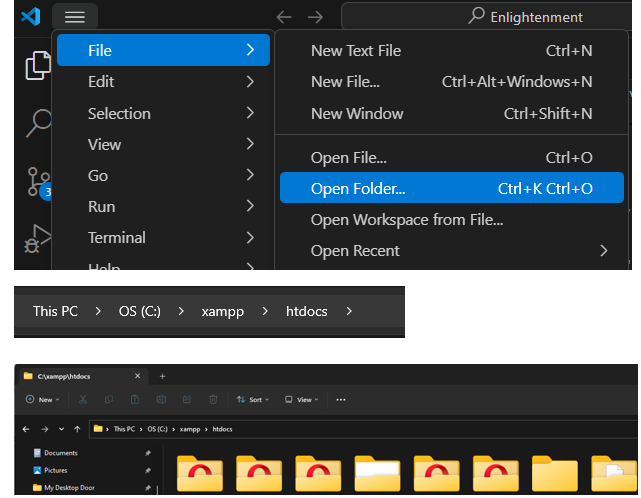 Enlightenment
File
New Text File Ctrl+N
Edit
New File... Ctrl+Alt+Windows+N
Selection
New Window Ctrl+Shift+N
View
Open File... Ctrl+O
Go
Open Folder... Ctrl+K Ctrl+O
Run
Open Workspace from File...
Terminal
Open Recent
Help
3
This PC > OS (C:) > xampp > htdocs >
C:\xampp\htdocs
New Sort View ...
This PC > OS (C:) > xampp > htdocs
Documents
Pictures
My Desktop Door